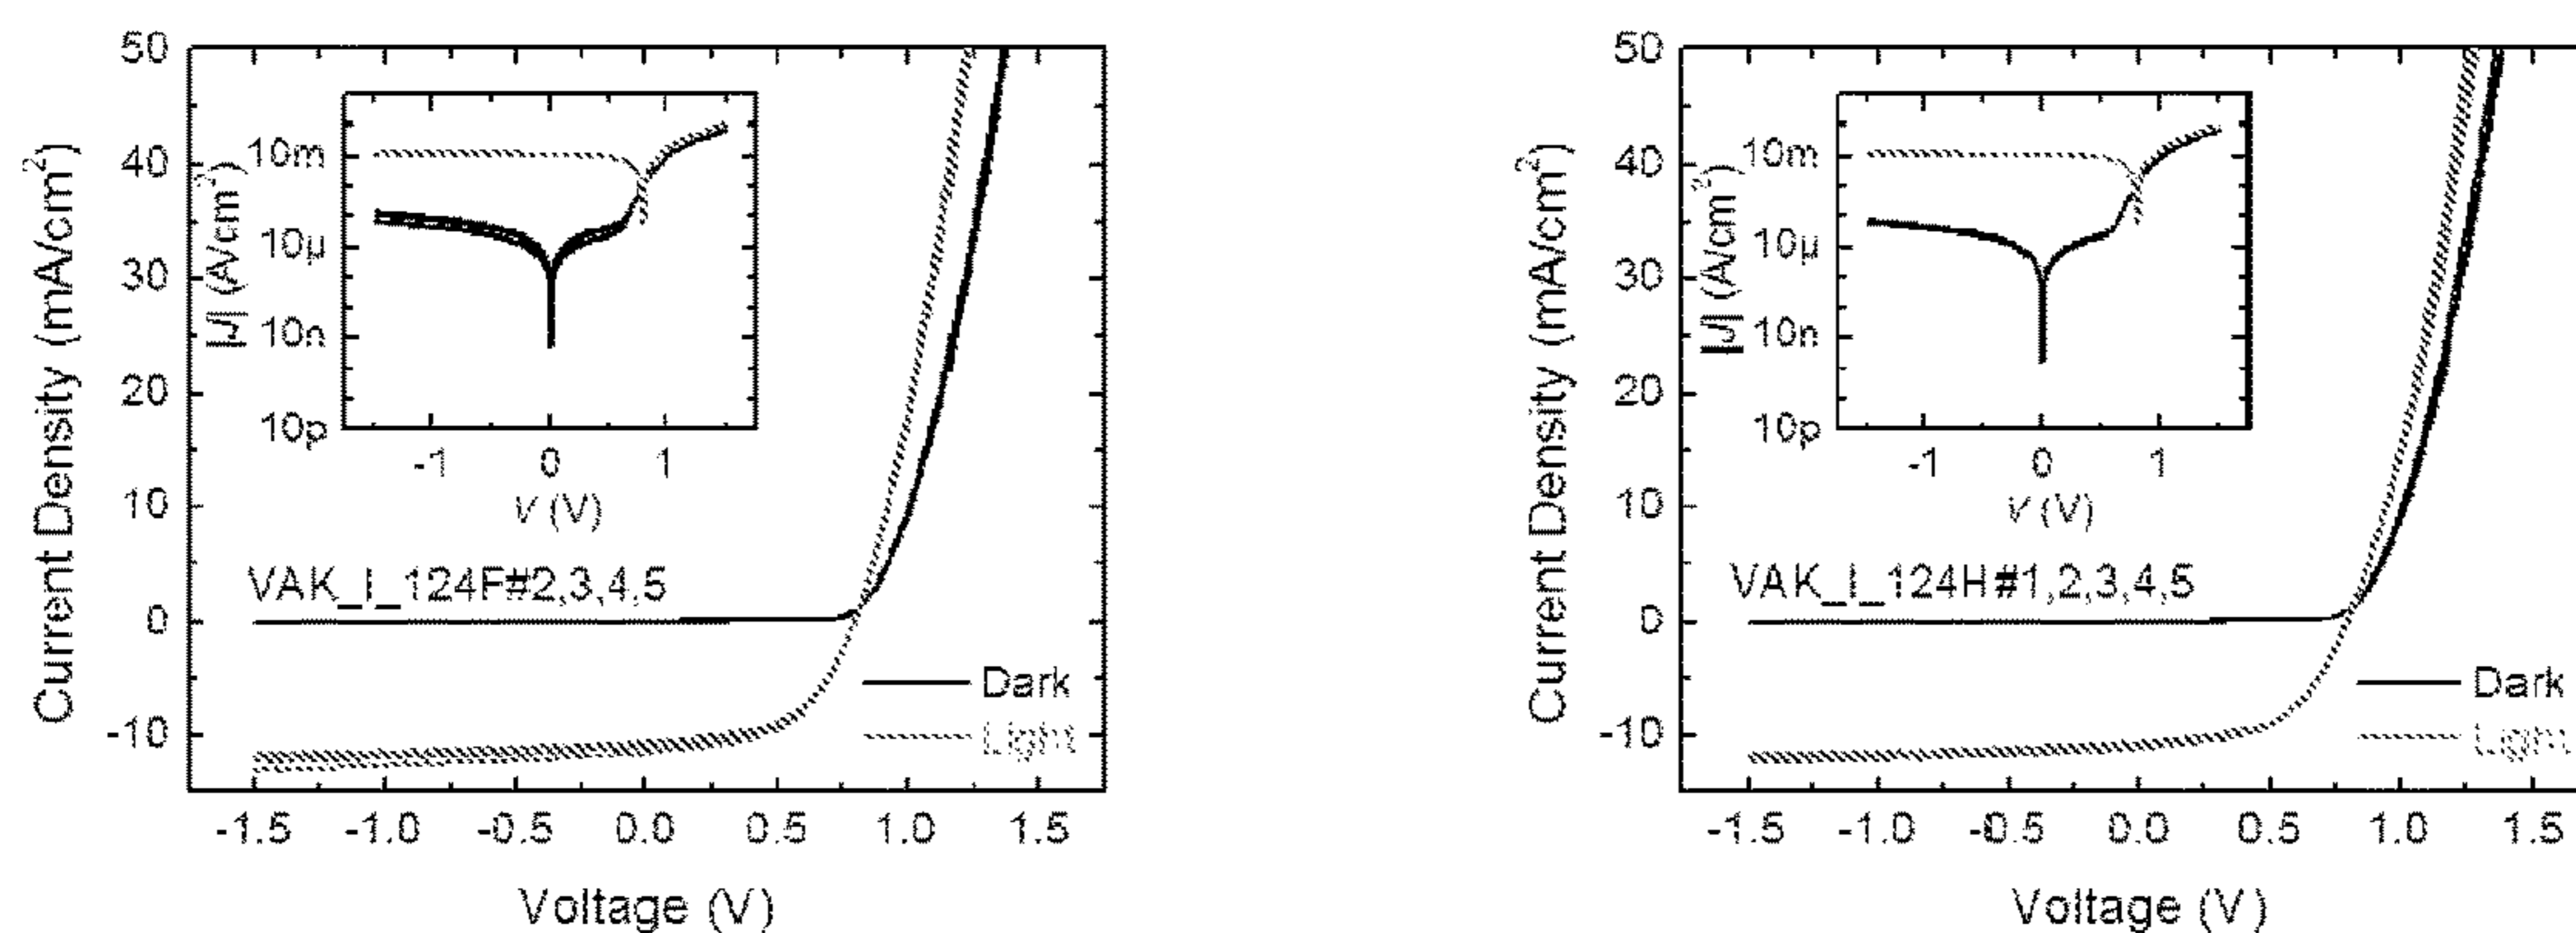 50
40
30
20
10
0
-10
Current Density (mA/cm²)
10m
10µ
10n
10p
|J| (A/cm²)
-1 0 1
V (V)
VAK_I_124F#2,3,4,5
Dark
Light
-1.5 -1.0 -0.5 0.0 0.5 1.0 1.5
Voltage (V)
50
40
30
20
10
0
-10
Current Density (mA/cm²)
10m
10µ
10n
10p
|J| (A/cm²)
-1 0 1
V (V)
VAK_I_124H#1,2,3,4,5
Dark
Light
-1.5 -1.0 -0.5 0.0 0.5 1.0 1.5
Voltage (V)